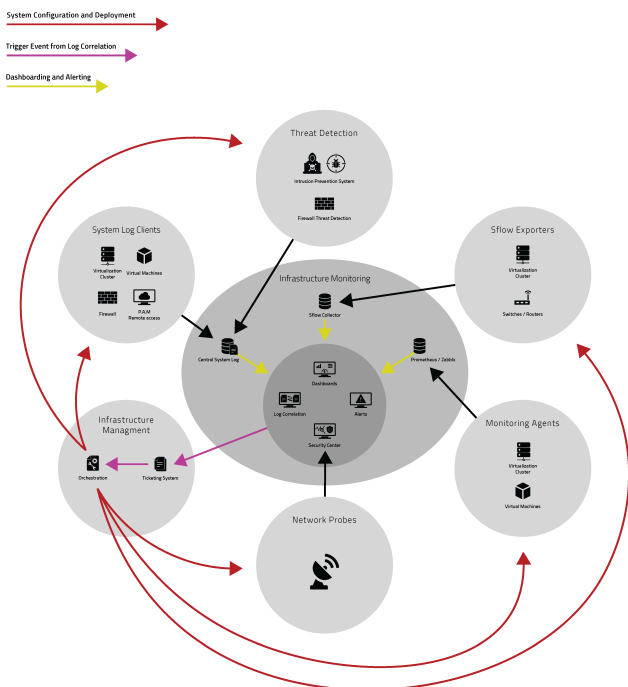 System Configuration and Deployment
Trigger Event from Log Correlation
Dashboarding and Alerting
Threat Detection
Intrusion Prevention System
Firewall Threat Detection
System Log Clients
Virtualization
Cluster
Virtual Machines
Firewall
P.A.M
Remote access
Sflow Exporters
Virtualization
Cluster
Switches / Routers
Infrastructure Monitoring
Sflow Collector
Central System Log
Prometheus / Zabbix
Dashboards
Log Correlation
Alerts
Security Center
Infrastructure
Managment
Orchestration
Ticketing System
Monitoring Agents
Virtualization
Cluster
Virtual Machines
Network Probes